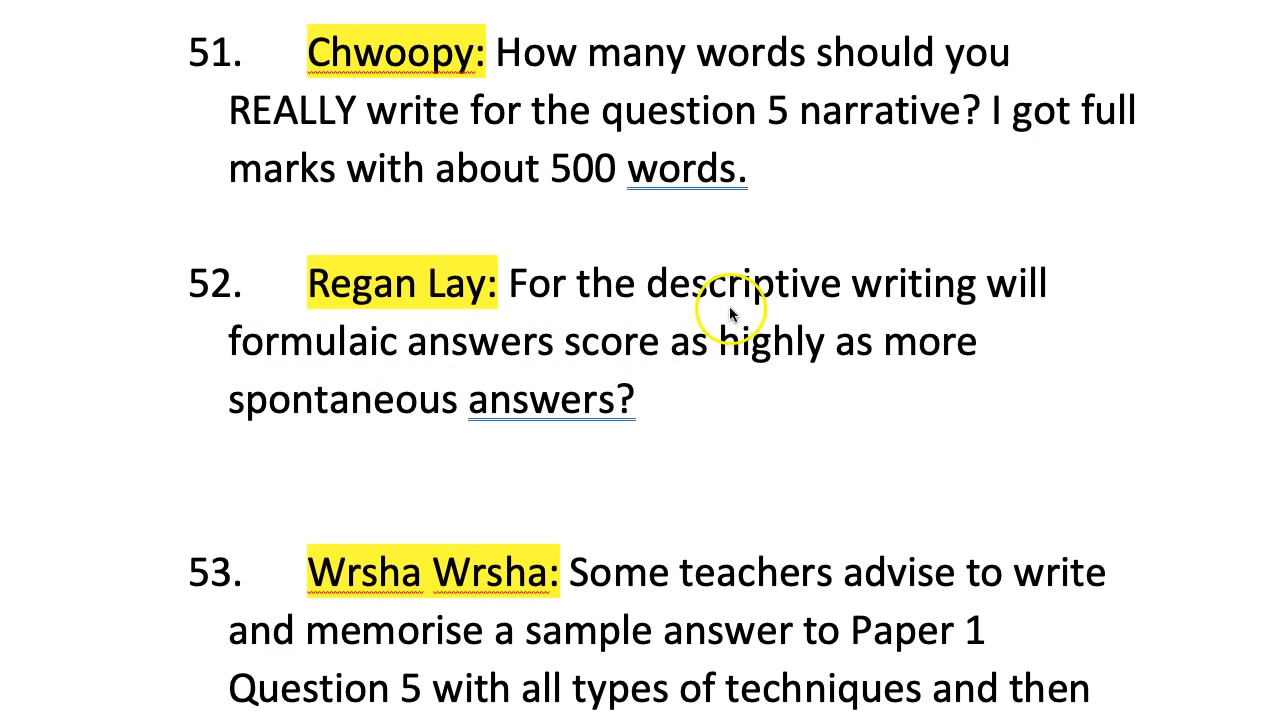 51. Chwoopy: How many words should you
REALLY write for the question 5 narrative? I got full
marks with about 500 words.
52. Regan Lay: For the descriptive writing will
formulaic answers score as highly as more
spontaneous answers?
53. Wrsha Wrsha: Some teachers advise to write
and memorise a sample answer to Paper 1
Question 5 with all types of techniques and then